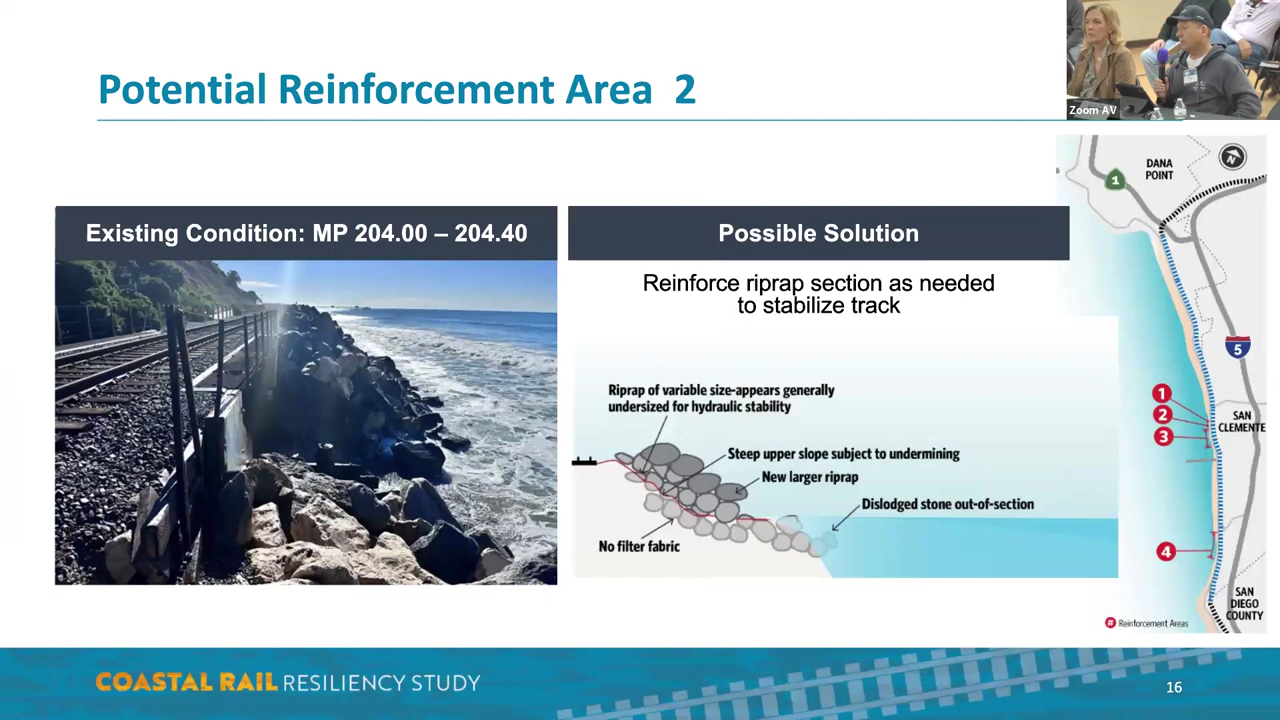 Potential Reinforcement Area 2
Zoom AV
Existing Condition: MP 204.00 – 204.40
Possible Solution
Reinforce riprap section as needed
to stabilize track
Riprap of variable size-appears generally
undersized for hydraulic stability
Steep upper slope subject to undermining
New larger riprap
Dislodged stone out-of-section
No filter fabric
DANA
POINT
N
1
5
1
2
3
SAN
CLEMENTE
4
SAN
DIEGO
COUNTY
# Reinforcement Areas
COASTAL RAIL RESILIENCY STUDY
16